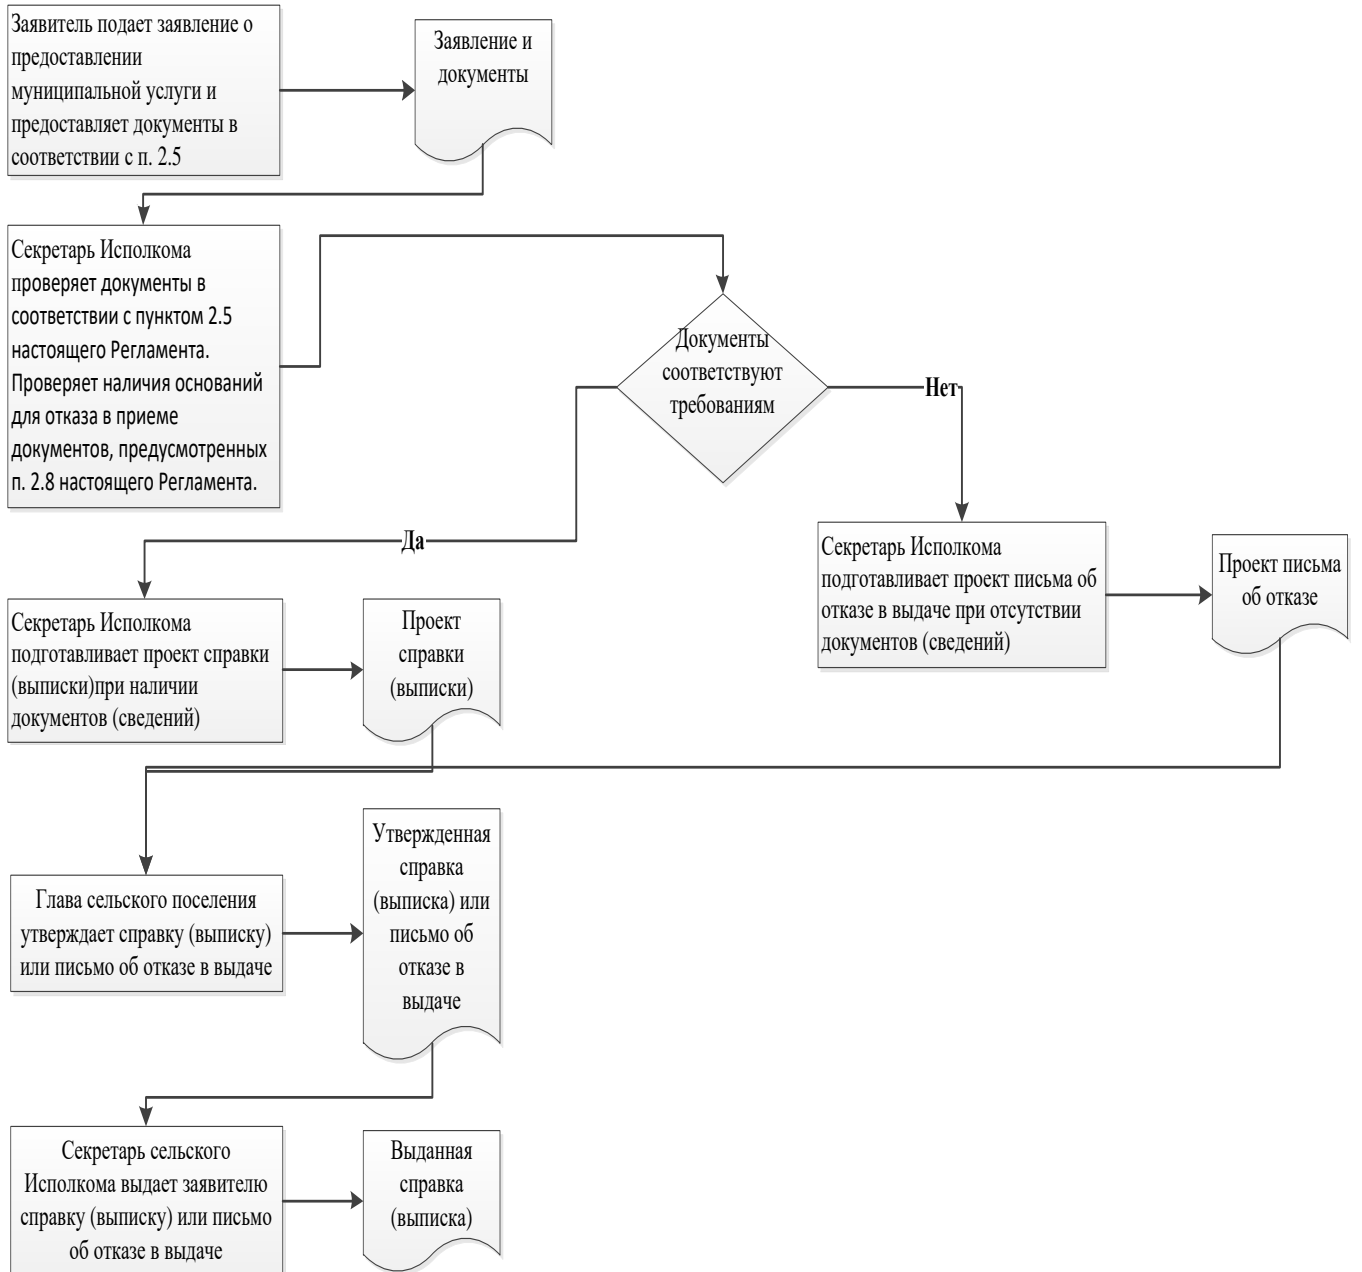 Заявитель подает заявление о
предоставлении
муниципальной услуги и
предоставляет документы в
соответствии с п. 2.5
Заявление и
документы
Секретарь Исполкома
проверяет документы в
соответствии с пунктом 2.5
настоящего Регламента.
Проверяет наличия оснований
для отказа в приеме
документов, предусмотренных
п. 2.8 настоящего Регламента.
Документы
соответствуют
требованиям
Нет
Да
Секретарь Исполкома
подготавливает проект письма об
отказе в выдаче при отсутствии
документов (сведений)
Проект письма
об отказе
Секретарь Исполкома
подготавливает проект справки
(выписки)при наличии
документов (сведений)
Проект
справки
(выписки)
Глава сельского поселения
утверждает справку (выписку)
или письмо об отказе в выдаче
Утвержденная
справка
(выписка) или
письмо об
отказе в
выдаче
Секретарь сельского
Исполкома выдает заявителю
справку (выписку) или письмо
об отказе в выдаче
Выданная
справка
(выписка)